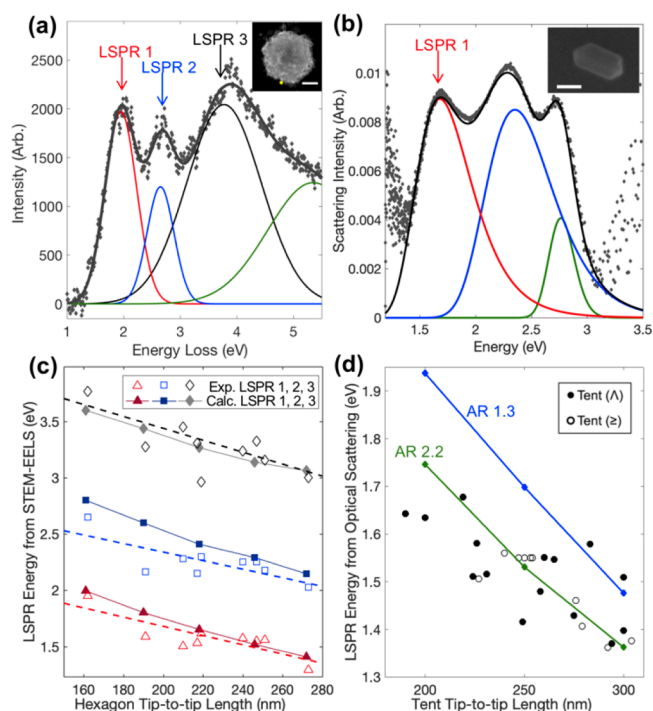 (a)
LSPR 1
LSPR 2
LSPR 3
Intensity (Arb.)
2500
2000
1500
1000
500
0
1 2 3 4 5
Energy Loss (eV)
(b)
LSPR 1
Scattering Intensity (Arb.)
0.01
0.008
0.006
0.004
0.002
0
1.5 2 2.5 3 3.5
Energy (eV)
(c)
Exp. LSPR 1, 2, 3
Calc. LSPR 1, 2, 3
LSPR Energy from STEM-EELS (eV)
3.5
3
2.5
2
1.5
160 180 200 220 240 260 280
Hexagon Tip-to-tip Length (nm)
(d)
Tent (Λ)
Tent (≥)
AR 1.3
AR 2.2
LSPR Energy from Optical Scattering (eV)
1.9
1.8
1.7
1.6
1.5
1.4
1.3
200 250 300
Tent Tip-to-tip Length (nm)